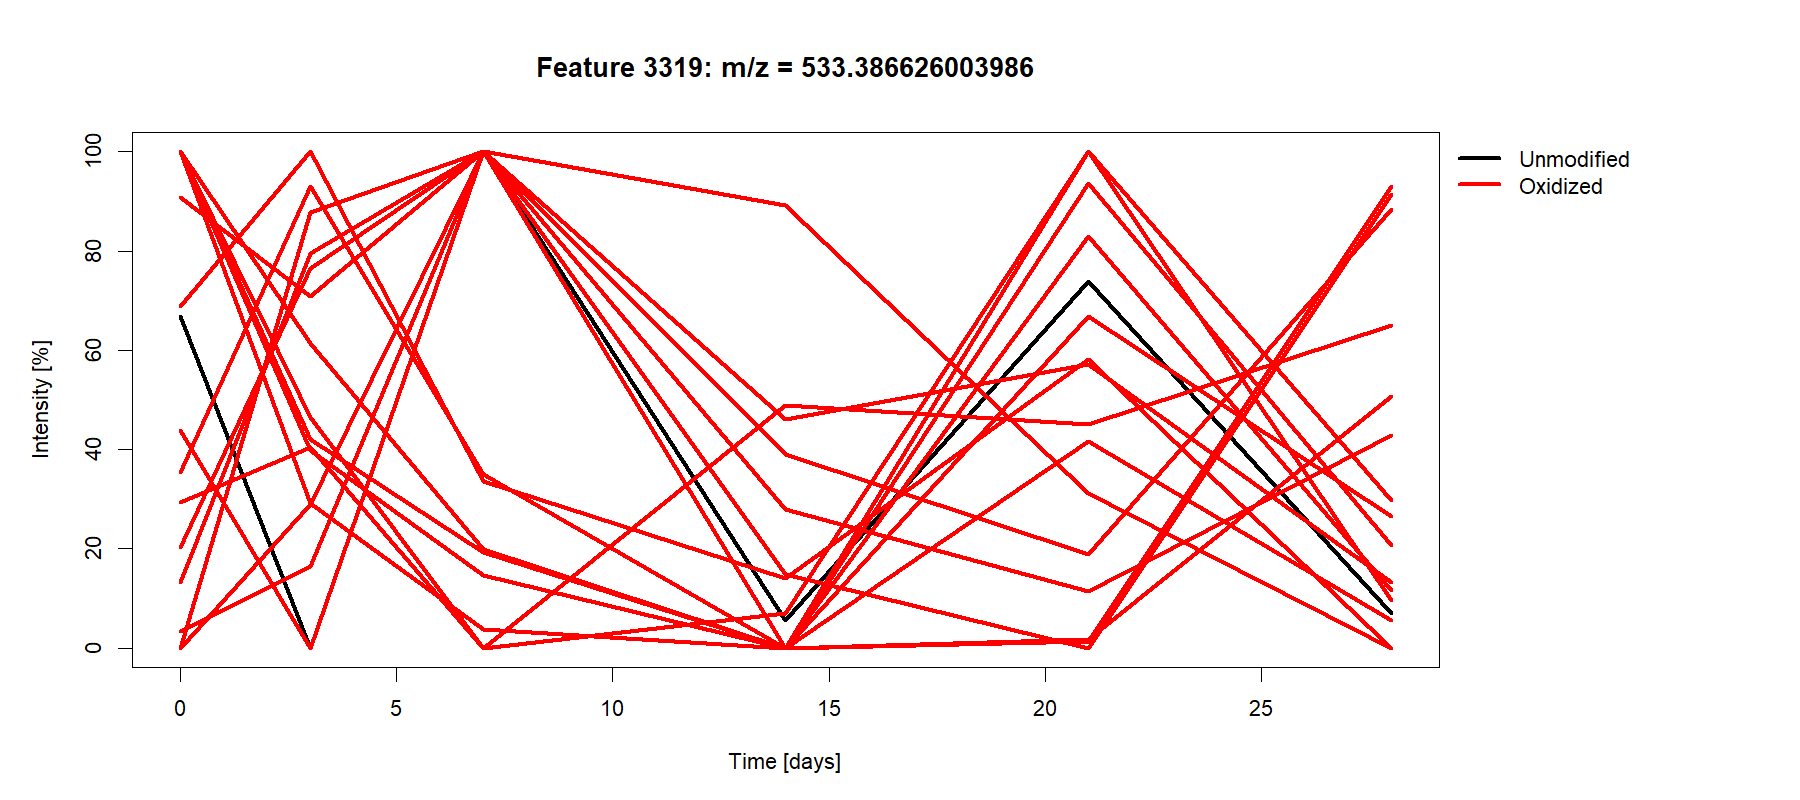 Feature 3319: m/z = 533.386626003986
Unmodified
Oxidized
Intensity [%]
100
80
60
40
20
0
0 5 10 15 20 25
Time [days]